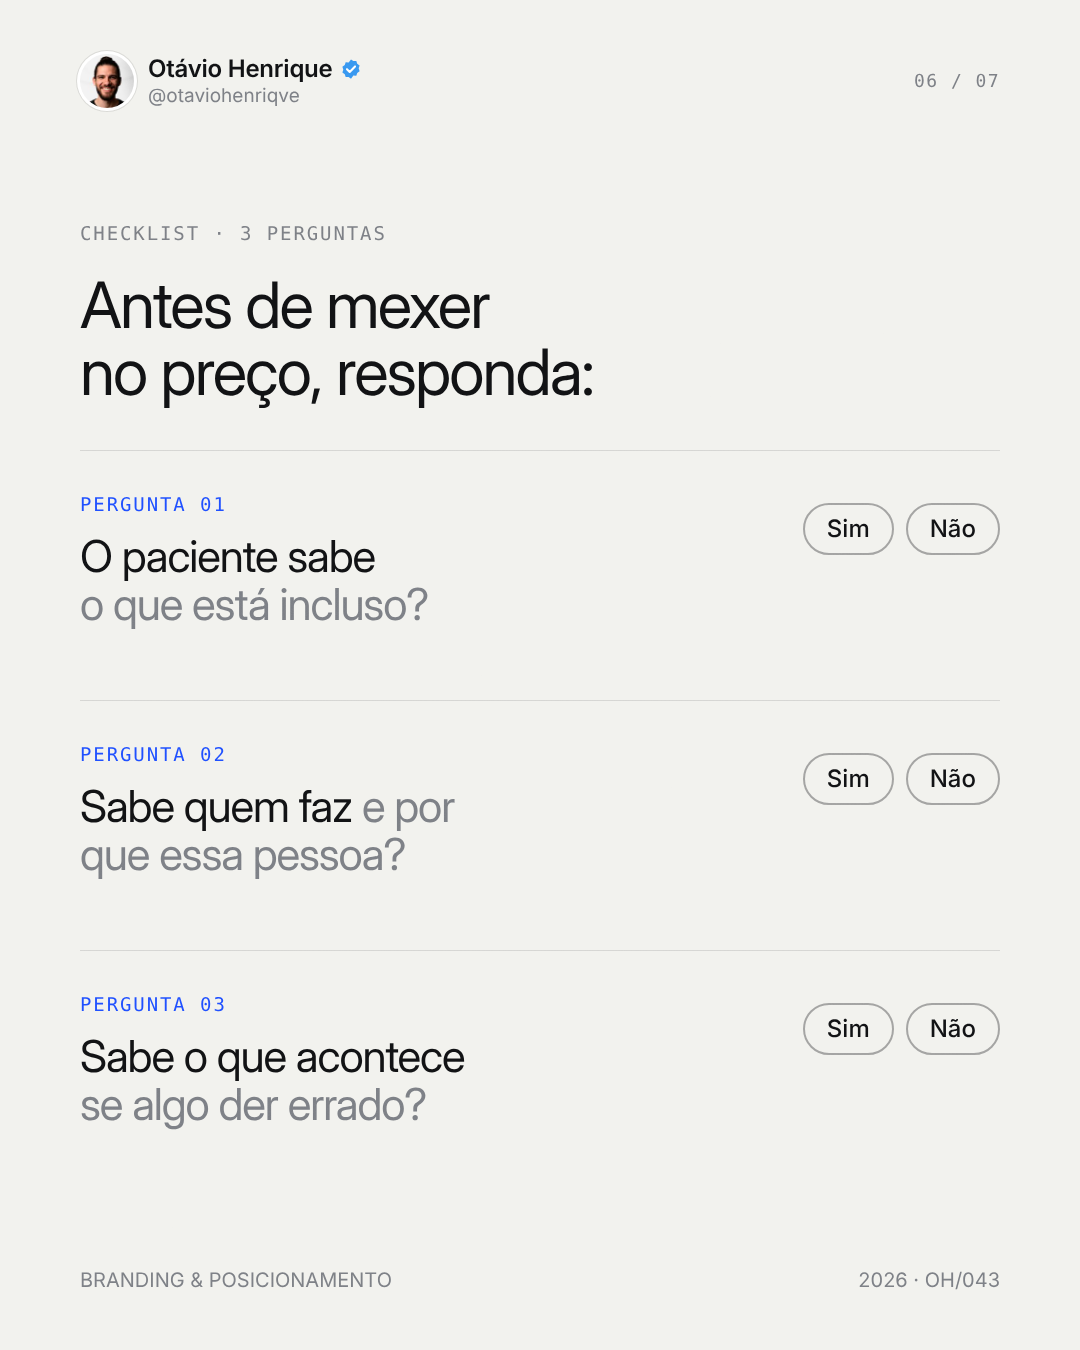 Otávio Henrique
@otaviohenriqve
06 / 07
CHECKLIST · 3 PERGUNTAS
Antes de mexer
no preço, responda:
PERGUNTA 01
O paciente sabe
o que está incluso?
Sim
Não
PERGUNTA 02
Sabe quem faz e por
que essa pessoa?
Sim
Não
PERGUNTA 03
Sabe o que acontece
se algo der errado?
Sim
Não
BRANDING & POSICIONAMENTO
2026 · OH/043